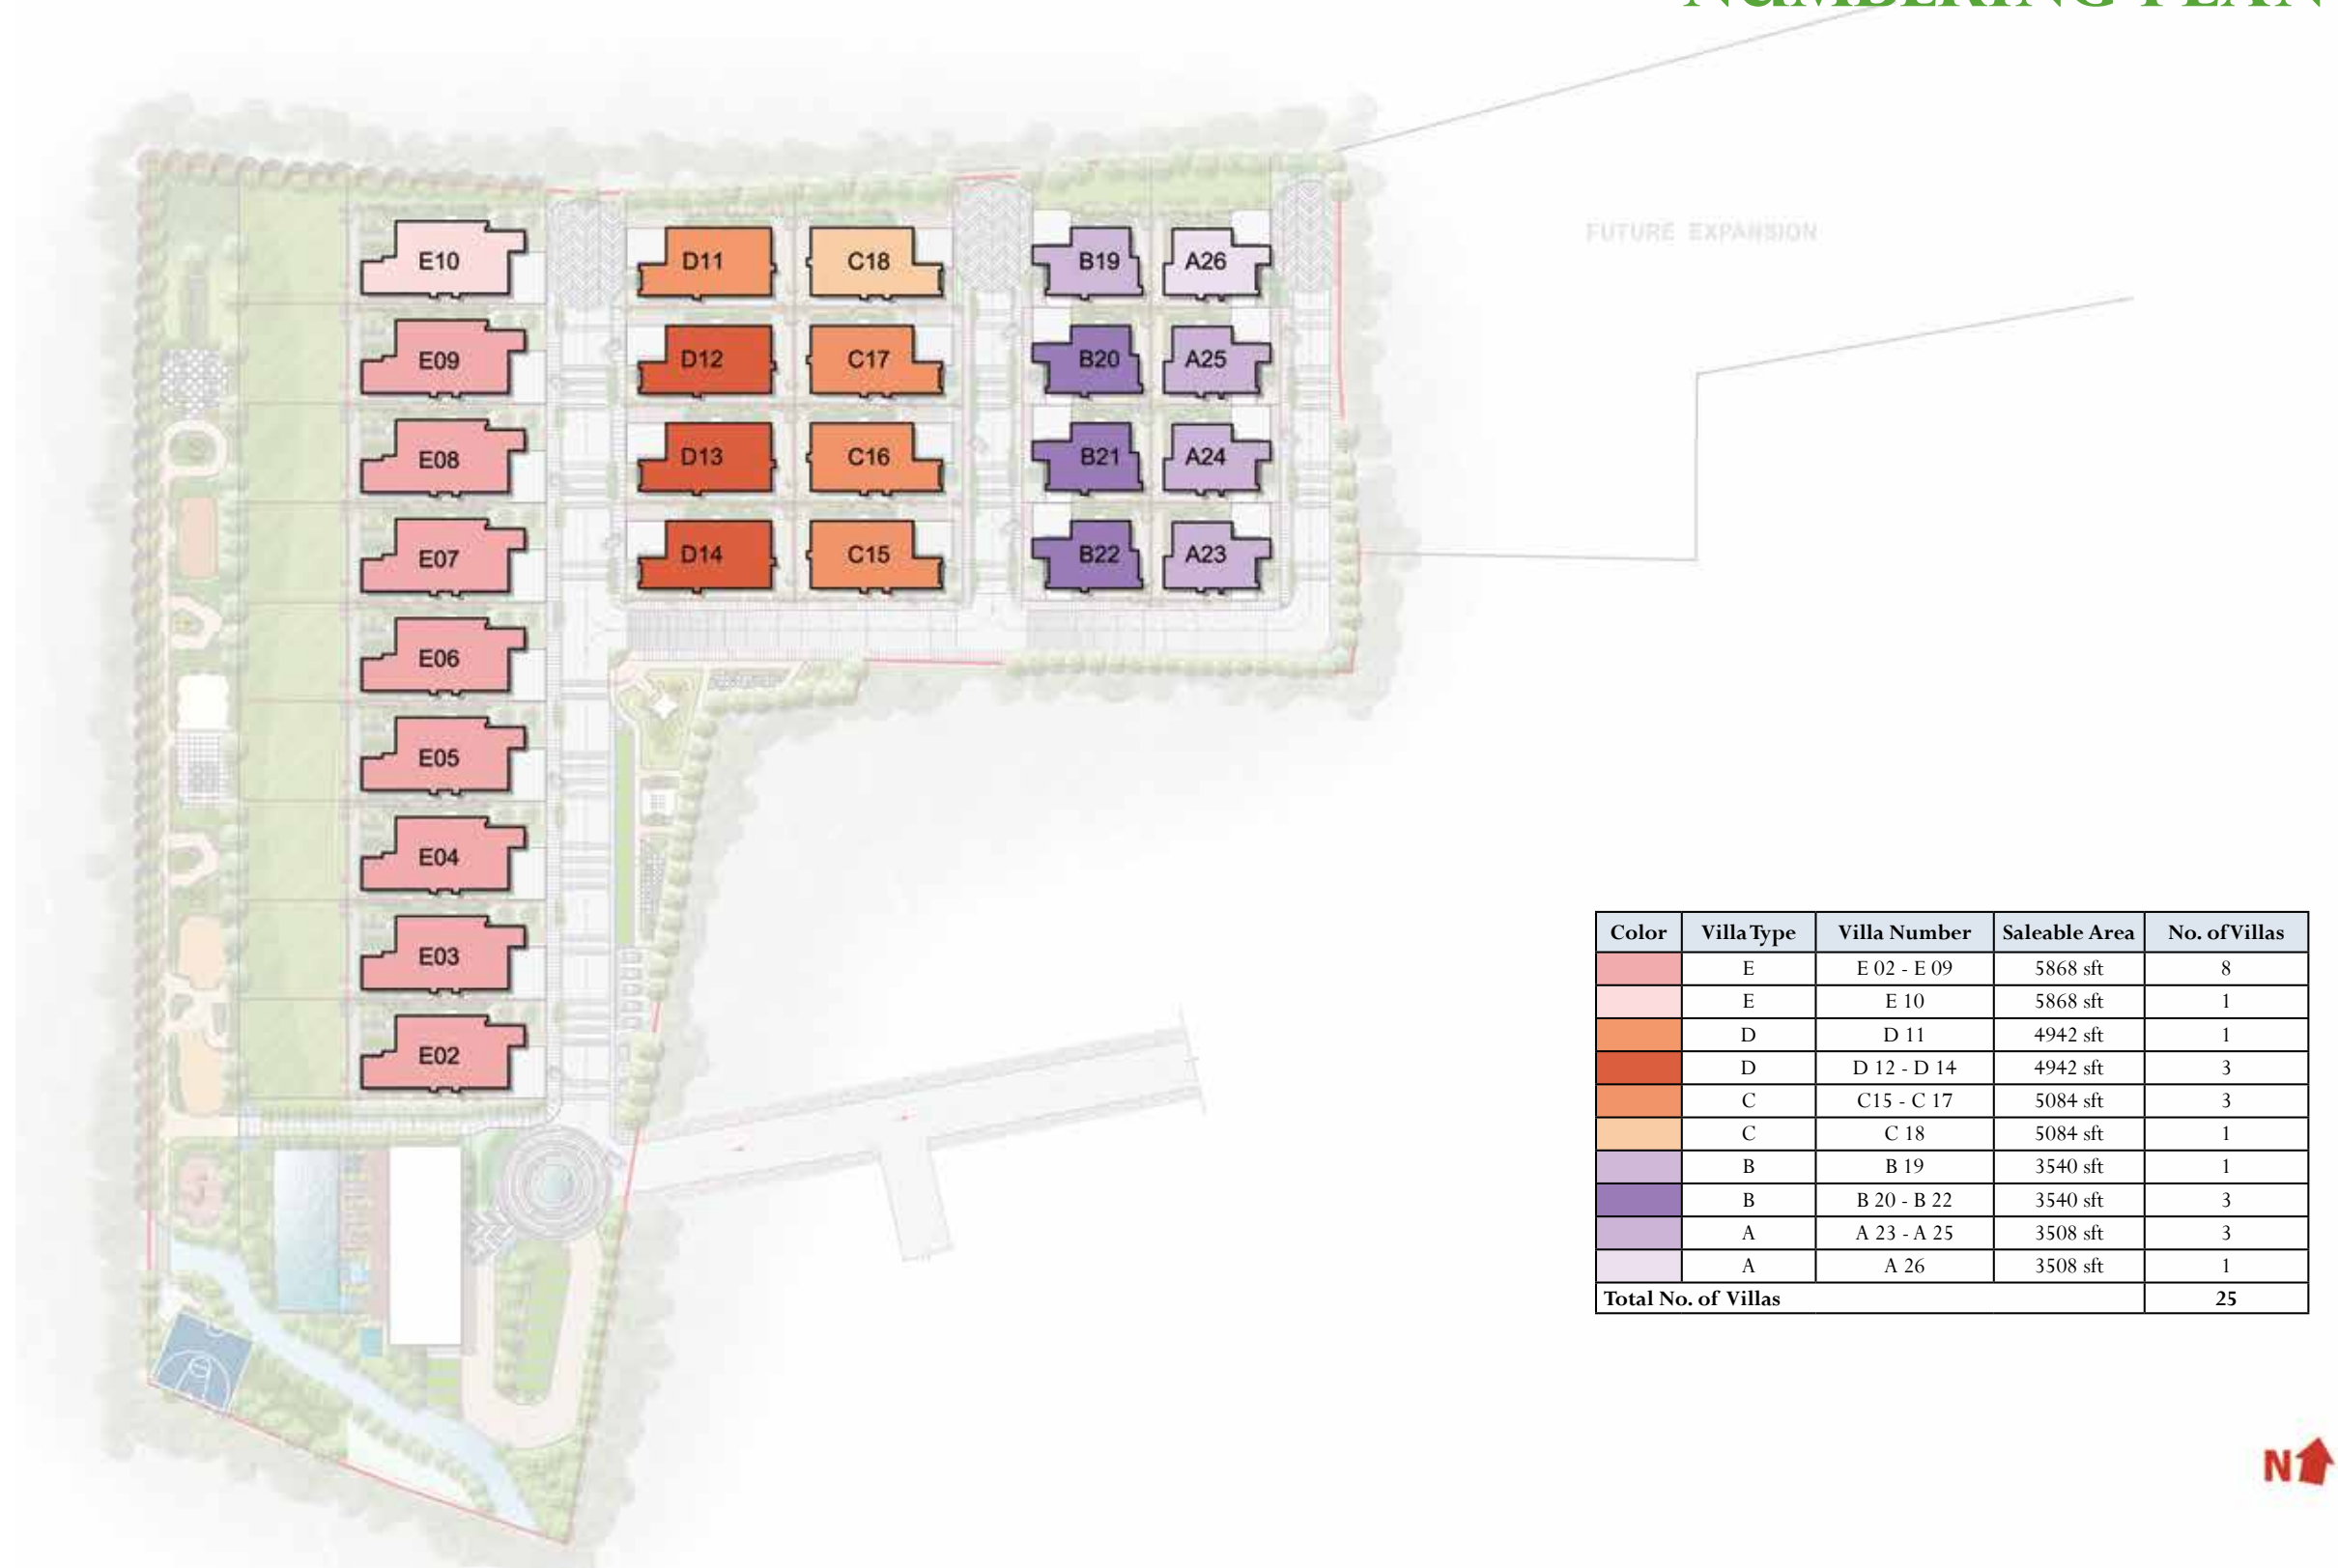 NUMBERING PLAN
FUTURE EXPANSION
E10 D11 C18 B19 A26
E09 D12 C17 B20 A25
E08 D13 C16 B21 A24
E07 D14 C15 B22 A23
E06
E05
E04
E03
E02
Color Villa Type Villa Number Saleable Area No. of Villas
E E 02 - E 09 5868 sft 8
E E 10 5868 sft 1
D D 11 4942 sft 1
D D 12 - D 14 4942 sft 3
C C15 - C 17 5084 sft 3
C C 18 5084 sft 1
B B 19 3540 sft 1
B B 20 - B 22 3540 sft 3
A A 23 - A 25 3508 sft 3
A A 26 3508 sft 1
Total No. of Villas 25
N